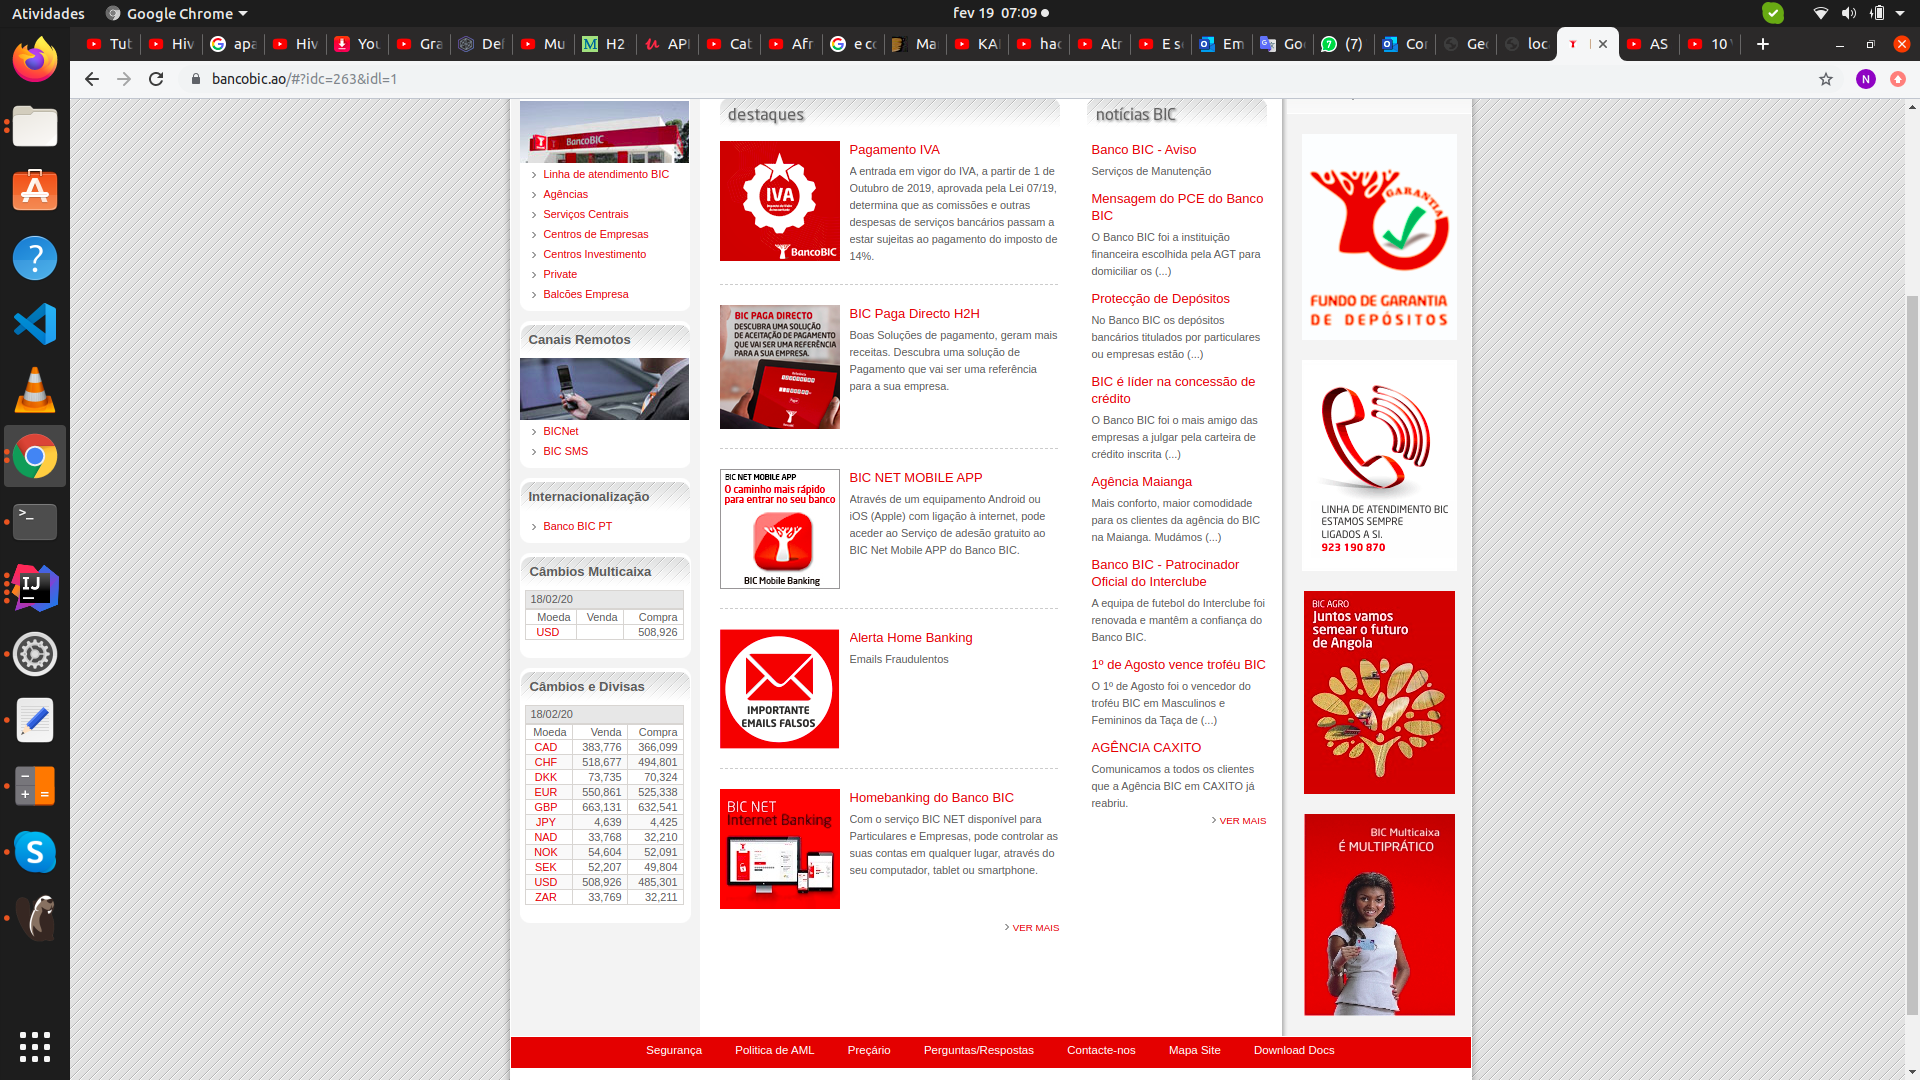 Atividades
Google Chrome
fev 19 07:09
Tut
Hiv
apa
Hiv
You
Gra
Def
Mu
H2
API
Cat
Afr
e co
Ma
KA
hac
Atr
E se
Em
Goo
(7)
Cor
Geo
loc
AS
10
bancobic.ao/#?idc=263&idl=1
N
BancoBIC
Linha de atendimento BIC
Agências
Serviços Centrais
Centros de Empresas
Centros Investimento
Private
Balcões Empresa
Canais Remotos
BICNet
BIC SMS
Internacionalização
Banco BIC PT
Câmbios Multicaixa
18/02/20
Moeda Venda Compra
USD 508,926
Câmbios e Divisas
18/02/20
Moeda Venda Compra
CAD 383,776 366,099
CHF 518,677 494,801
DKK 73,735 70,324
EUR 550,861 525,338
GBP 663,131 632,541
JPY 4,639 4,425
NAD 33,768 32,210
NOK 54,604 52,091
SEK 52,207 49,804
USD 508,926 485,301
ZAR 33,769 32,211
destaques
IVA
BancoBIC
Pagamento IVA
A entrada em vigor do IVA, a partir de 1 de
Outubro de 2019, aprovada pela Lei 07/19,
determina que as comissões e outras
despesas de serviços bancários passam a
estar sujeitas ao pagamento do imposto de
14%.
BIC PAGA DIRECTO
DESCUBRA UMA SOLUÇÃO
DE ACEITAÇÃO DE PAGAMENTO
QUE VAI SER UMA REFERÊNCIA
PARA A SUA EMPRESA.
BIC Paga Directo H2H
Boas Soluções de pagamento, geram mais
receitas. Descubra uma solução de
Pagamento que vai ser uma referência
para a sua empresa.
BIC NET MOBILE APP
O caminho mais rápido
para entrar no seu banco
BIC Mobile Banking
BIC NET MOBILE APP
Através de um equipamento Android ou
iOS (Apple) com ligação à internet, pode
aceder ao Serviço de adesão gratuito ao
BIC Net Mobile APP do Banco BIC.
IMPORTANTE
EMAILS FALSOS
Alerta Home Banking
Emails Fraudulentos
BIC NET
Internet Banking
Homebanking do Banco BIC
Com o serviço BIC NET disponível para
Particulares e Empresas, pode controlar as
suas contas em qualquer lugar, através do
seu computador, tablet ou smartphone.
VER MAIS
notícias BIC
Banco BIC - Aviso
Serviços de Manutenção
Mensagem do PCE do Banco
BIC
O Banco BIC foi a instituição
financeira escolhida pela AGT para
domiciliar os (...)
Protecção de Depósitos
No Banco BIC os depósitos
bancários titulados por particulares
ou empresas estão (...)
BIC é líder na concessão de
crédito
O Banco BIC foi o mais amigo das
empresas a julgar pela carteira de
crédito inscrita (...)
Agência Maianga
Mais conforto, maior comodidade
para os clientes da agência do BIC
na Maianga. Mudámos (...)
Banco BIC - Patrocinador
Oficial do Interclube
A equipa de futebol do Interclube foi
renovada e mantêm a confiança do
Banco BIC.
1º de Agosto vence troféu BIC
O 1º de Agosto foi o vencedor do
troféu BIC em Masculinos e
Femininos da Taça de (...)
AGÊNCIA CAXITO
Comunicamos a todos os clientes
que a Agência BIC em CAXITO já
reabriu.
VER MAIS
GARANTIA
FUNDO DE GARANTIA
DE DEPÓSITOS
LINHA DE ATENDIMENTO BIC
ESTAMOS SEMPRE
LIGADOS A SI.
923 190 870
BIC AGRO
Juntos vamos
semear o futuro
de Angola
BIC Multicaixa
É MULTIPRÁTICO
Segurança
Politica de AML
Preçário
Perguntas/Respostas
Contacte-nos
Mapa Site
Download Docs